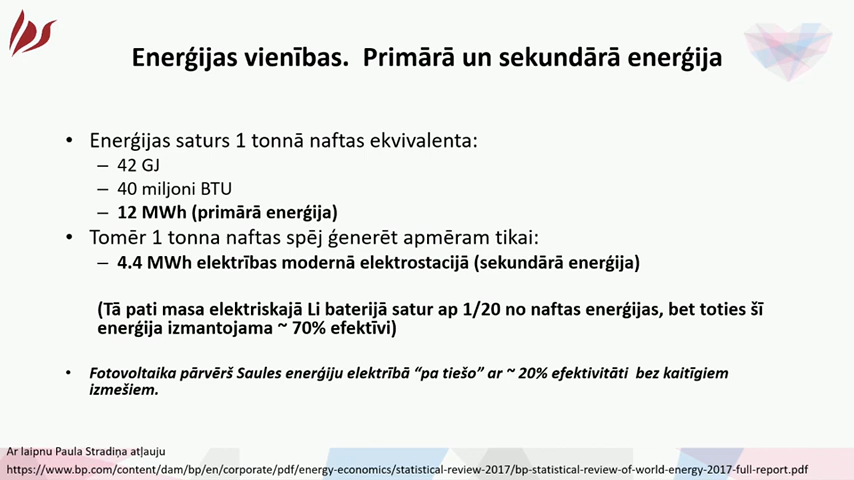 Enerģijas vienības.  Primārā un sekundārā enerģija
• Enerģijas saturs 1 tonnā naftas ekvivalenta:
– 42 GJ
– 40 miljoni BTU
– 12 MWh (primārā enerģija)
• Tomēr 1 tonna naftas spēj ģenerēt apmēram tikai:
– 4.4 MWh elektrības modernā elektrostacijā (sekundārā enerģija)
(Tā pati masa elektriskajā Li baterijā satur ap 1/20 no naftas enerģijas, bet toties šī
enerģija izmantojama ~ 70% efektīvi)
• Fotovoltaika pārvērš Saules enerģiju elektrībā “pa tiešo” ar ~ 20% efektivitāti  bez kaitīgiem
izmešiem.
Ar laipnu Paula Stradiņa atļauju
https://www.bp.com/content/dam/bp/en/corporate/pdf/energy-economics/statistical-review-2017/bp-statistical-review-of-world-energy-2017-full-report.pdf